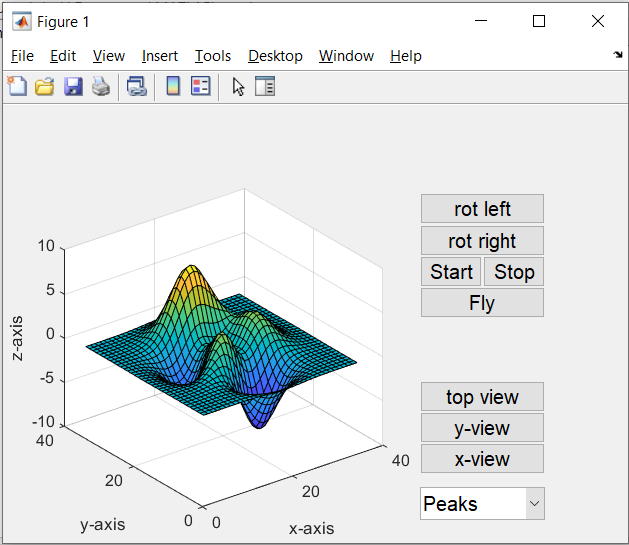 Figure 1
File Edit View Insert Tools Desktop Window Help
rot left
rot right
Start Stop
Fly
top view
y-view
x-view
Peaks
10
5
0
-5
-10
z-axis
40
20
0
y-axis
0
20
40
x-axis